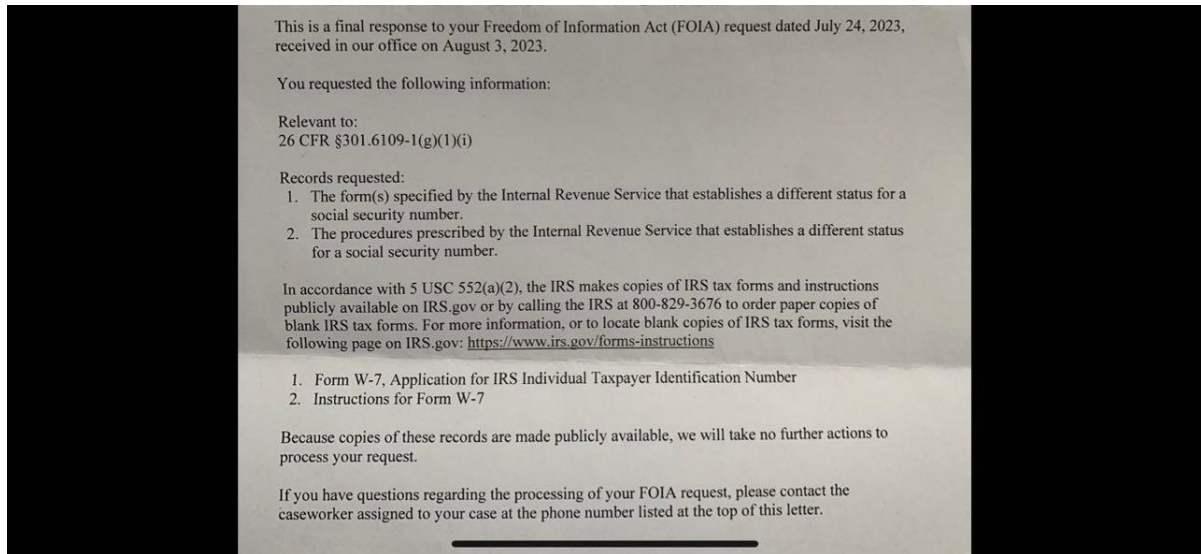 This is a final response to your Freedom of Information Act (FOIA) request dated July 24, 2023,
received in our office on August 3, 2023.
You requested the following information:
Relevant to:
26 CFR §301.6109-1(g)(1)(i)
Records requested:
1. The form(s) specified by the Internal Revenue Service that establishes a different status for a
social security number.
2. The procedures prescribed by the Internal Revenue Service that establishes a different status
for a social security number.
In accordance with 5 USC 552(a)(2), the IRS makes copies of IRS tax forms and instructions
publicly available on IRS.gov or by calling the IRS at 800-829-3676 to order paper copies of
blank IRS tax forms. For more information, or to locate blank copies of IRS tax forms, visit the
following page on IRS.gov: https://www.irs.gov/forms-instructions
1. Form W-7, Application for IRS Individual Taxpayer Identification Number
2. Instructions for Form W-7
Because copies of these records are made publicly available, we will take no further actions to
process your request.
If you have questions regarding the processing of your FOIA request, please contact the
caseworker assigned to your case at the phone number listed at the top of this letter.